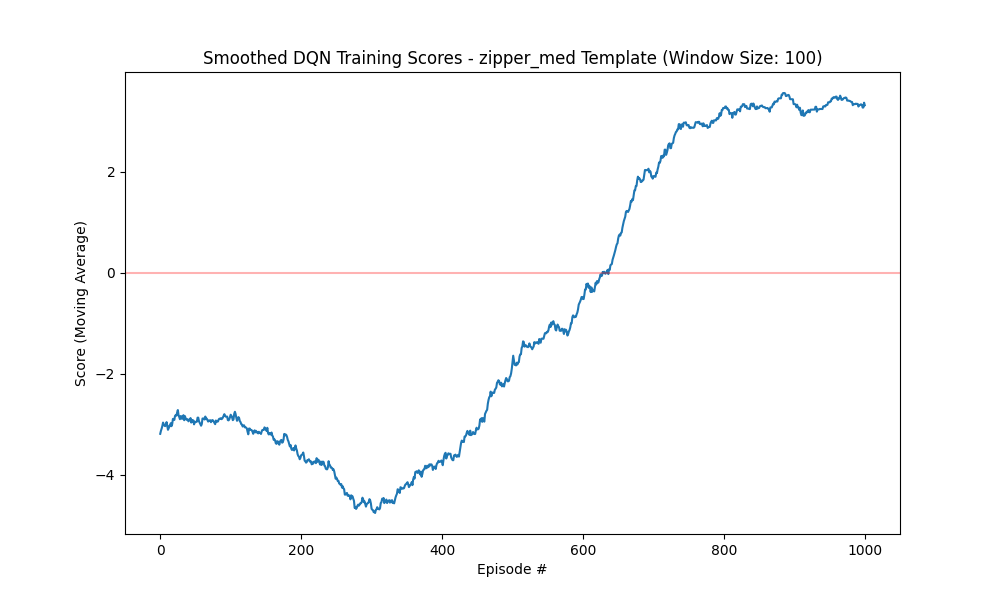 Smoothed DQN Training Scores - zipper_med Template (Window Size: 100)
Score (Moving Average)
2
0
−2
−4
0 200 400 600 800 1000
Episode #